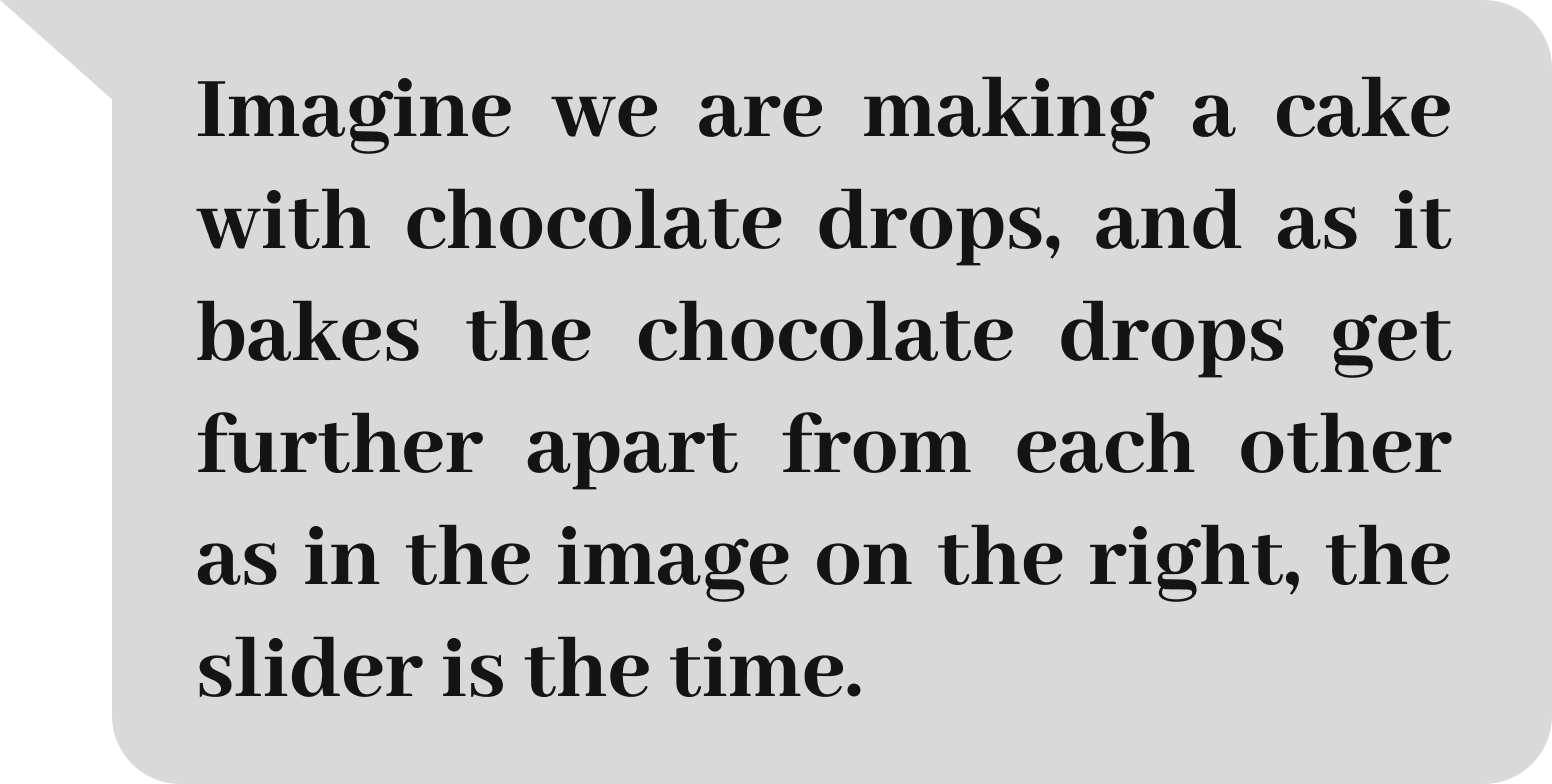 Imagine we are making a cake
with chocolate drops, and as it
bakes the chocolate drops get
further apart from each other
as in the image on the right, the
slider is the time.